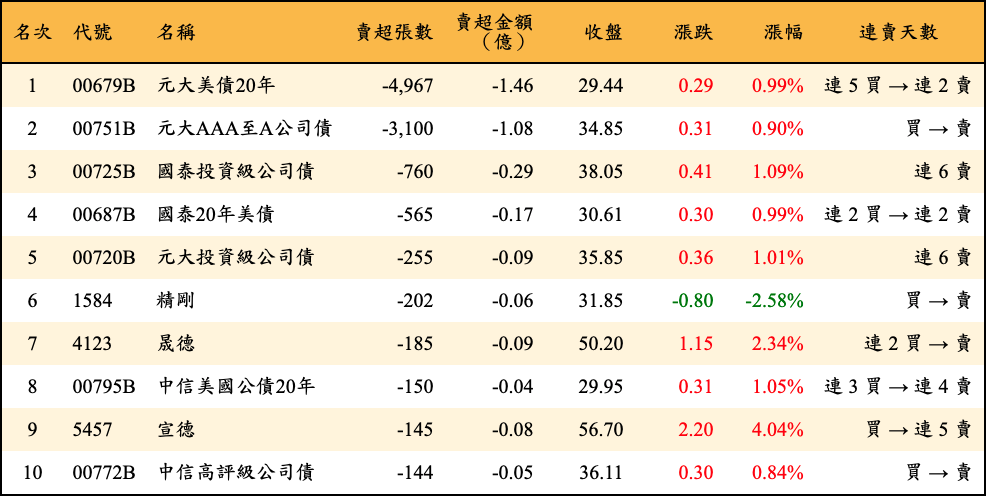 名次 代號 名稱 賣超張數 賣超金額（億） 收盤 漲跌 漲幅 連賣天數
1 00679B 元大美債20年 -4,967 -1.46 29.44 0.29 0.99% 連 5 買 → 連 2 賣
2 00751B 元大AAA至A公司債 -3,100 -1.08 34.85 0.31 0.90% 買 → 賣
3 00725B 國泰投資級公司債 -760 -0.29 38.05 0.41 1.09% 連 6 賣
4 00687B 國泰20年美債 -565 -0.17 30.61 0.30 0.99% 連 2 買 → 連 2 賣
5 00720B 元大投資級公司債 -255 -0.09 35.85 0.36 1.01% 連 6 賣
6 1584 精剛 -202 -0.06 31.85 -0.80 -2.58% 買 → 賣
7 4123 晟德 -185 -0.09 50.20 1.15 2.34% 連 2 買 → 賣
8 00795B 中信美國公債20年 -150 -0.04 29.95 0.31 1.05% 連 3 買 → 連 4 賣
9 5457 宣德 -145 -0.08 56.70 2.20 4.04% 買 → 連 5 賣
10 00772B 中信高評級公司債 -144 -0.05 36.11 0.30 0.84% 買 → 賣